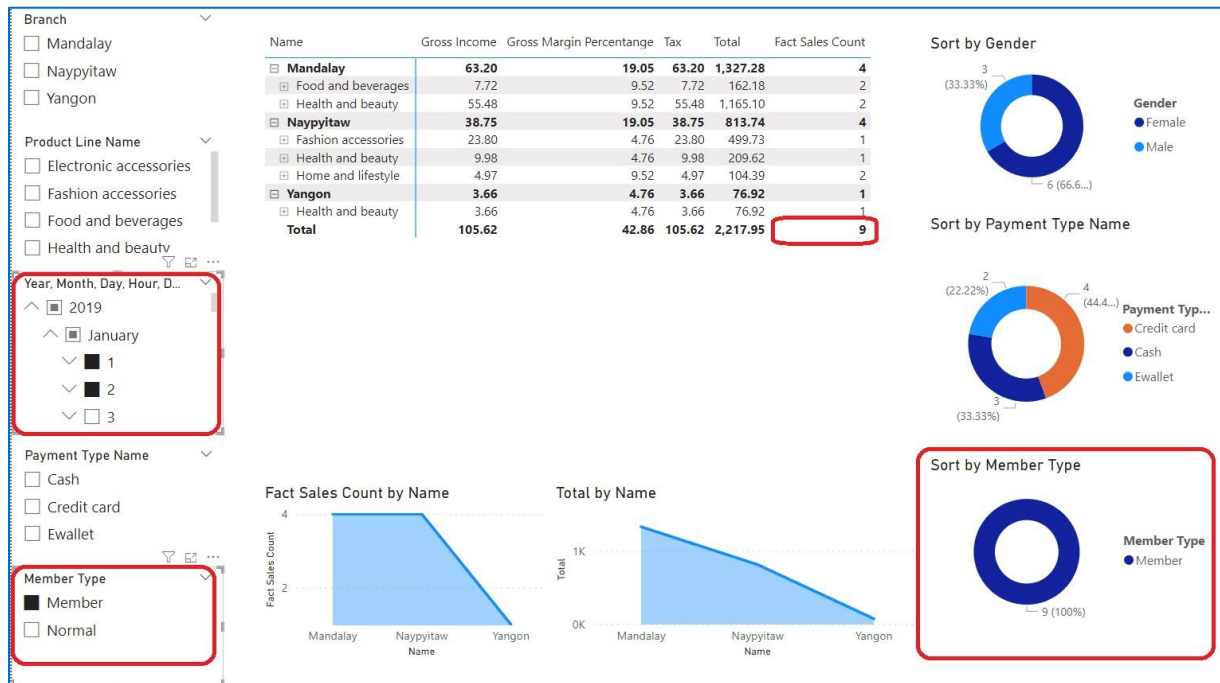 Branch
Mandalay
Naypyitaw
Yangon
Product Line Name
Electronic accessories
Fashion accessories
Food and beverages
Health and beauty
Year, Month, Day, Hour, D...
2019
January
1
2
3
Payment Type Name
Cash
Credit card
Ewallet
Member Type
Member
Normal
Name Gross Income Gross Margin Percentange Tax Total Fact Sales Count
Mandalay 63.20 19.05 63.20 1,327.28 4
Food and beverages 7.72 9.52 7.72 162.18 2
Health and beauty 55.48 9.52 55.48 1,165.10 2
Naypyitaw 38.75 19.05 38.75 813.74 4
Fashion accessories 23.80 4.76 23.80 499.73 1
Health and beauty 9.98 4.76 9.98 209.62 1
Home and lifestyle 4.97 9.52 4.97 104.39 2
Yangon 3.66 4.76 3.66 76.92 1
Health and beauty 3.66 4.76 3.66 76.92 1
Total 105.62 42.86 105.62 2,217.95 9
Fact Sales Count by Name
Fact Sales Count
4
2
Mandalay Naypyitaw Yangon
Name
Total by Name
Total
1K
0K
Mandalay Naypyitaw Yangon
Name
Sort by Gender
3
(33.33%)
6 (66.6...)
Gender
Female
Male
Sort by Payment Type Name
2
(22.22%)
4
(44.4...)
3
(33.33%)
Payment Typ...
Credit card
Cash
Ewallet
Sort by Member Type
9 (100%)
Member Type
Member